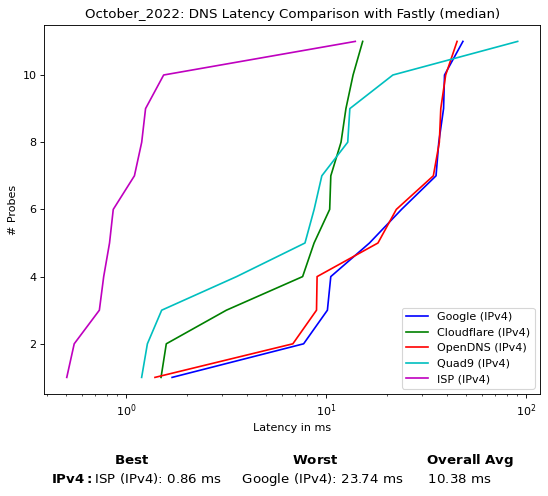 October_2022: DNS Latency Comparison with Fastly (median)
10
8
6
4
2
# Probes
Google (IPv4)
Cloudflare (IPv4)
OpenDNS (IPv4)
Quad9 (IPv4)
ISP (IPv4)
10⁰ 10¹ 10²
Latency in ms
Best Worst Overall Avg
IPv4: ISP (IPv4): 0.86 ms Google (IPv4): 23.74 ms 10.38 ms